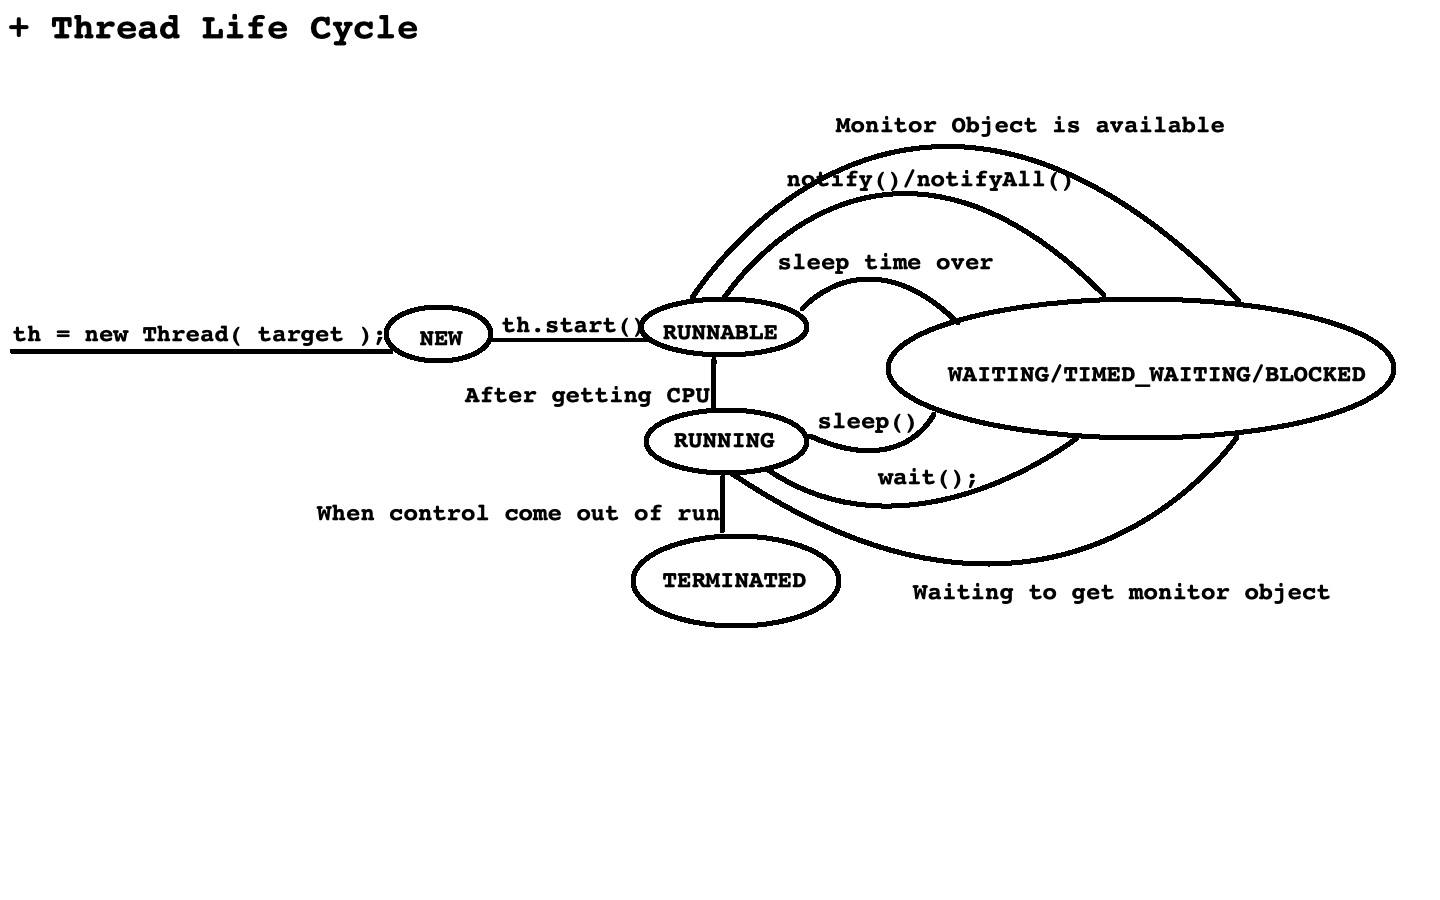 + Thread Life Cycle
Monitor Object is available
notify()/notifyAll()
sleep time over
th = new Thread( target );
NEW
th.start()
RUNNABLE
WAITING/TIMED_WAITING/BLOCKED
After getting CPU
RUNNING
sleep()
wait();
When control come out of run
TERMINATED
Waiting to get monitor object